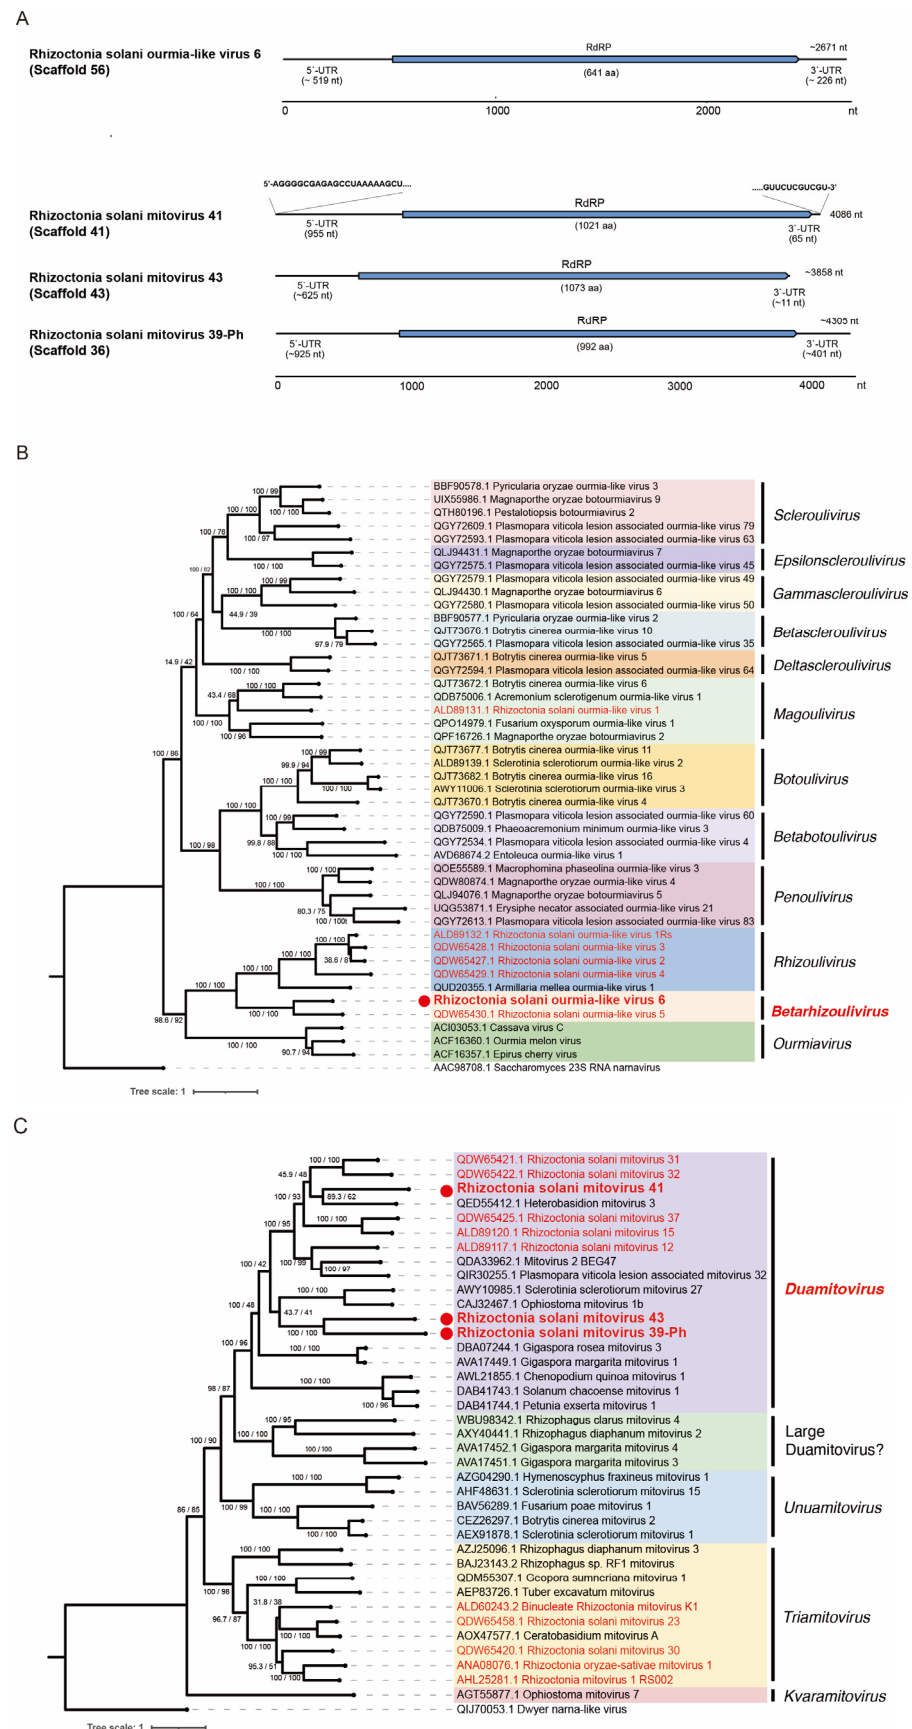 A
Rhizoctonia solani ourmia-like virus 6
(Scaffold 56)
RdRP
~2671 nt
5`-UTR
(~ 519 nt)
(641 aa)
3`-UTR
(~ 226 nt)
0 1000 2000 nt
5'-AGGGGCGAGAGCCUAAAAAGCU....
.....GUUCUCGUCGU-3'
Rhizoctonia solani mitovirus 41
(Scaffold 41)
RdRP
4086 nt
5`-UTR
(955 nt)
(1021 aa)
3`-UTR
(65 nt)
Rhizoctonia solani mitovirus 43
(Scaffold 43)
RdRP
~3858 nt
5`-UTR
(~625 nt)
(1073 aa)
3`-UTR
(~11 nt)
Rhizoctonia solani mitovirus 39-Ph
(Scaffold 36)
RdRP
~4305 nt
5`-UTR
(~925 nt)
(992 aa)
3`-UTR
(~401 nt)
0 1000 2000 3000 4000 nt
B
BBF90578.1 Pyricularia oryzae ourmia-like virus 3
UIX55986.1 Magnaporthe oryzae botourmiavirus 9
QTH80196.1 Pestalotiopsis botourmiavirus 2
QGY72609.1 Plasmopara viticola lesion associated ourmia-like virus 79
QGY72593.1 Plasmopara viticola lesion associated ourmia-like virus 63
Scleroulivirus
QLJ94431.1 Magnaporthe oryzae botourmiavirus 7
QGY72575.1 Plasmopara viticola lesion associated ourmia-like virus 45
Epsilonscleroulivirus
QGY72579.1 Plasmopara viticola lesion associated ourmia-like virus 49
QLJ94430.1 Magnaporthe oryzae botourmiavirus 6
QGY72580.1 Plasmopara viticola lesion associated ourmia-like virus 50
Gammascleroulivirus
BBF90577.1 Pyricularia oryzae ourmia-like virus 2
QJT73676.1 Botrytis cinerea ourmia-like virus 10
QGY72565.1 Plasmopara viticola lesion associated ourmia-like virus 35
Betascleroulivirus
QJT73671.1 Botrytis cinerea ourmia-like virus 5
QGY72594.1 Plasmopara viticola lesion associated ourmia-like virus 64
Deltascleroulivirus
QJT73672.1 Botrytis cinerea ourmia-like virus 6
QDB75006.1 Acremonium sclerotigenum ourmia-like virus 1
ALD89131.1 Rhizoctonia solani ourmia-like virus 1
QPO14979.1 Fusarium oxysporum ourmia-like virus 1
QPF16726.1 Magnaporthe oryzae botourmiavirus 2
Magoulivirus
QJT73677.1 Botrytis cinerea ourmia-like virus 11
ALD89139.1 Sclerotinia sclerotiorum ourmia-like virus 2
QJT73682.1 Botrytis cinerea ourmia-like virus 16
AWY11006.1 Sclerotinia sclerotiorum ourmia-like virus 3
QJT73670.1 Botrytis cinerea ourmia-like virus 4
Botoulivirus
QGY72590.1 Plasmopara viticola lesion associated ourmia-like virus 60
QDB75009.1 Phaeoacremonium minimum ourmia-like virus 3
QGY72534.1 Plasmopara viticola lesion associated ourmia-like virus 4
AVD68674.2 Entoleuca ourmia-like virus 1
Betabotoulivirus
QOE55589.1 Macrophomina phaseolina ourmia-like virus 3
QDW80874.1 Magnaporthe oryzae ourmia-like virus 4
QLJ94076.1 Magnaporthe oryzae botourmiavirus 5
UQG53871.1 Erysiphe necator associated ourmia-like virus 21
QGY72613.1 Plasmopara viticola lesion associated ourmia-like virus 83
Penoulivirus
ALD89132.1 Rhizoctonia solani ourmia-like virus 1Rs
QDW65428.1 Rhizoctonia solani ourmia-like virus 3
QDW65427.1 Rhizoctonia solani ourmia-like virus 2
QDW65429.1 Rhizoctonia solani ourmia-like virus 4
QUD20355.1 Armillaria mellea ourmia-like virus 1
Rhizoulivirus
Rhizoctonia solani ourmia-like virus 6
QDW65430.1 Rhizoctonia solani ourmia-like virus 5
Betarhizoulivirus
ACI03053.1 Cassava virus C
ACF16360.1 Ourmia melon virus
ACF16357.1 Epirus cherry virus
Ourmiavirus
AAC98708.1 Saccharomyces 23S RNA narnavirus
Tree scale: 1
C
QDW65421.1 Rhizoctonia solani mitovirus 31
QDW65422.1 Rhizoctonia solani mitovirus 32
Rhizoctonia solani mitovirus 41
QED55412.1 Heterobasidion mitovirus 3
QDW65425.1 Rhizoctonia solani mitovirus 37
ALD89120.1 Rhizoctonia solani mitovirus 15
ALD89117.1 Rhizoctonia solani mitovirus 12
QDA33962.1 Mitovirus 2 BEG47
QIR30255.1 Plasmopara viticola lesion associated mitovirus 32
AWY10985.1 Sclerotinia sclerotiorum mitovirus 27
CAJ32467.1 Ophiostoma mitovirus 1b
Rhizoctonia solani mitovirus 43
Rhizoctonia solani mitovirus 39-Ph
DBA07244.1 Gigaspora rosea mitovirus 3
AVA17449.1 Gigaspora margarita mitovirus 1
AWL21855.1 Chenopodium quinoa mitovirus 1
DAB41743.1 Solanum chacoense mitovirus 1
DAB41744.1 Petunia exserta mitovirus 1
Duamitovirus
WBU98342.1 Rhizophagus clarus mitovirus 4
AXY40441.1 Rhizophagus diaphanum mitovirus 2
AVA17452.1 Gigaspora margarita mitovirus 4
AVA17451.1 Gigaspora margarita mitovirus 3
Large
Duamitovirus?
AZG04290.1 Hymenoscyphus fraxineus mitovirus 1
AHF48631.1 Sclerotinia sclerotiorum mitovirus 15
BAV56289.1 Fusarium poae mitovirus 1
CEZ26297.1 Botrytis cinerea mitovirus 2
AEX91878.1 Sclerotinia sclerotiorum mitovirus 1
Unuamitovirus
AZJ25096.1 Rhizophagus diaphanum mitovirus 3
BAJ23143.2 Rhizophagus sp. RF1 mitovirus
QDM55307.1 Geopora sumneriana mitovirus 1
AEP83726.1 Tuber excavatum mitovirus
ALD60243.2 Binucleate Rhizoctonia mitovirus K1
QDW65458.1 Rhizoctonia solani mitovirus 23
AOX47577.1 Ceratobasidium mitovirus A
QDW65420.1 Rhizoctonia solani mitovirus 30
ANA08076.1 Rhizoctonia oryzae-sativae mitovirus 1
AHL25281.1 Rhizoctonia mitovirus 1 RS002
Triamitovirus
AGT55877.1 Ophiostoma mitovirus 7
Kvaramitovirus
QIJ70053.1 Dwyer narna-like virus
Tree scale: 1